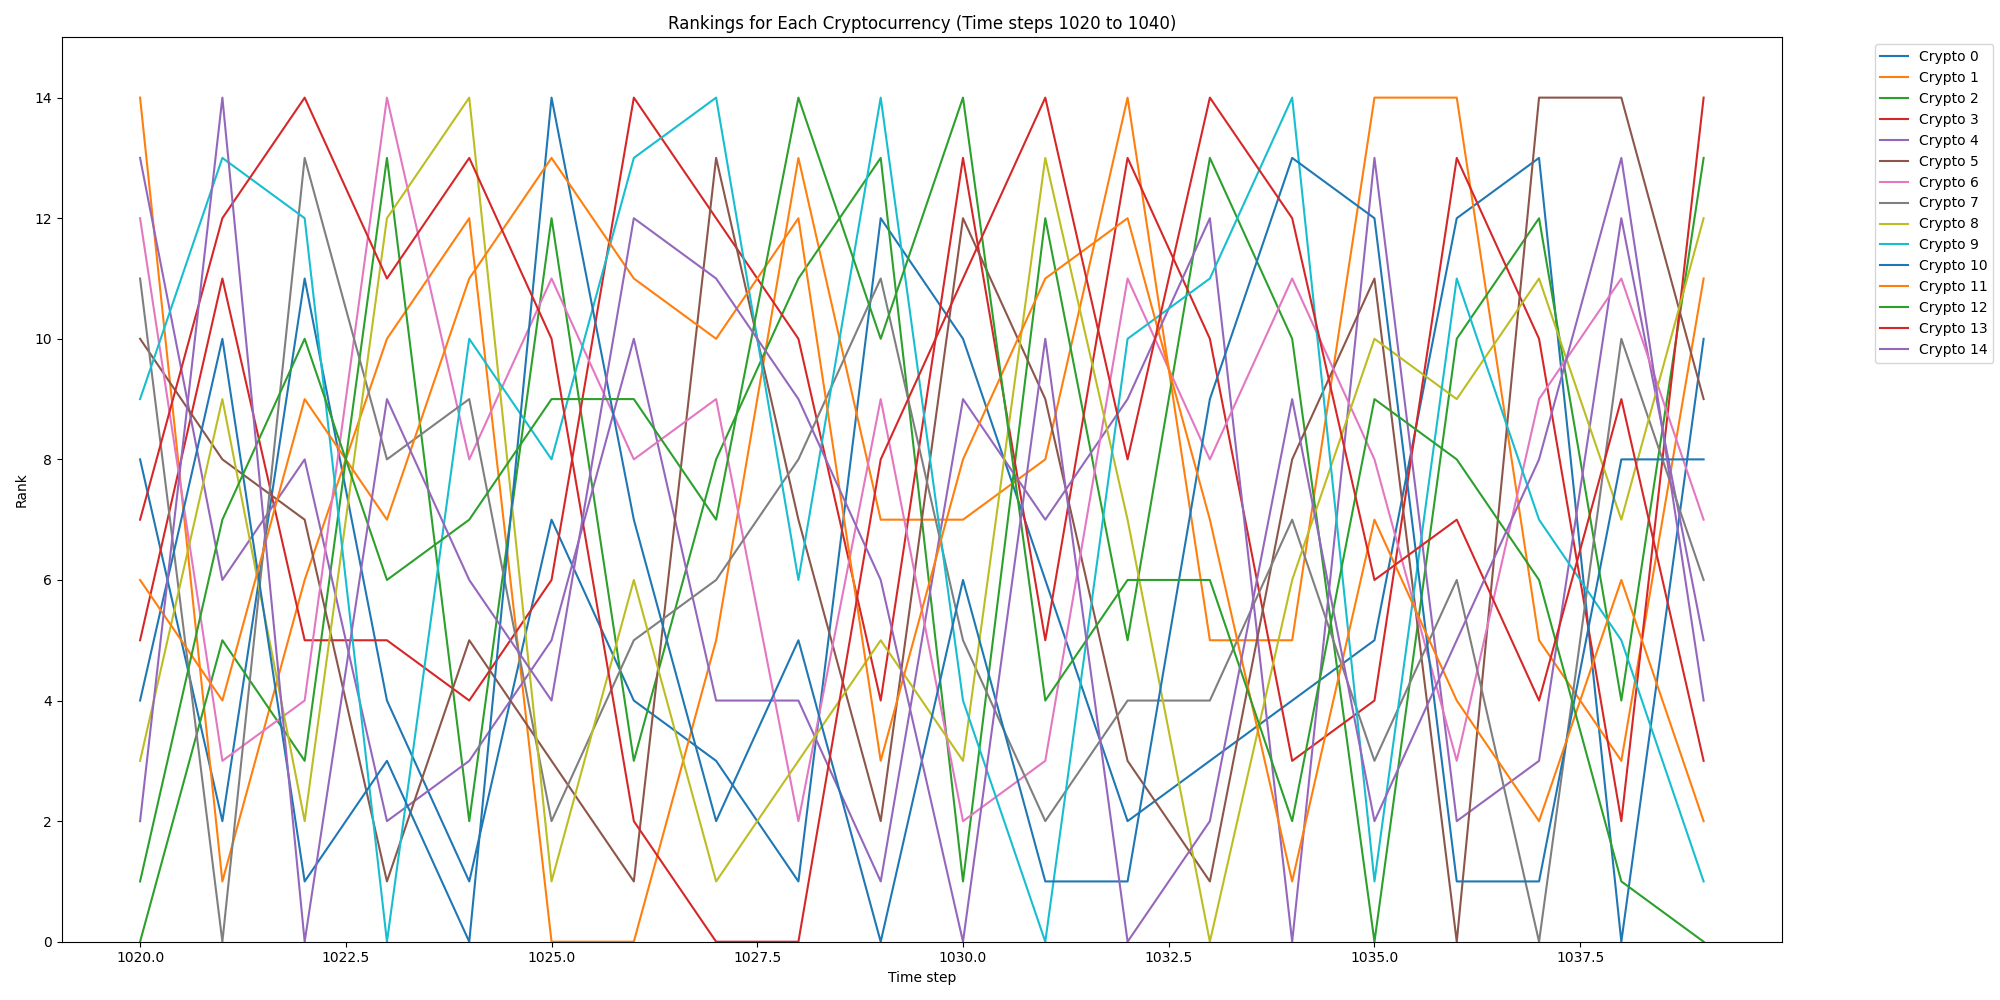 Rankings for Each Cryptocurrency (Time steps 1020 to 1040)
Rank
14
12
10
8
6
4
2
0
1020.0 1022.5 1025.0 1027.5 1030.0 1032.5 1035.0 1037.5
Time step
Crypto 0
Crypto 1
Crypto 2
Crypto 3
Crypto 4
Crypto 5
Crypto 6
Crypto 7
Crypto 8
Crypto 9
Crypto 10
Crypto 11
Crypto 12
Crypto 13
Crypto 14